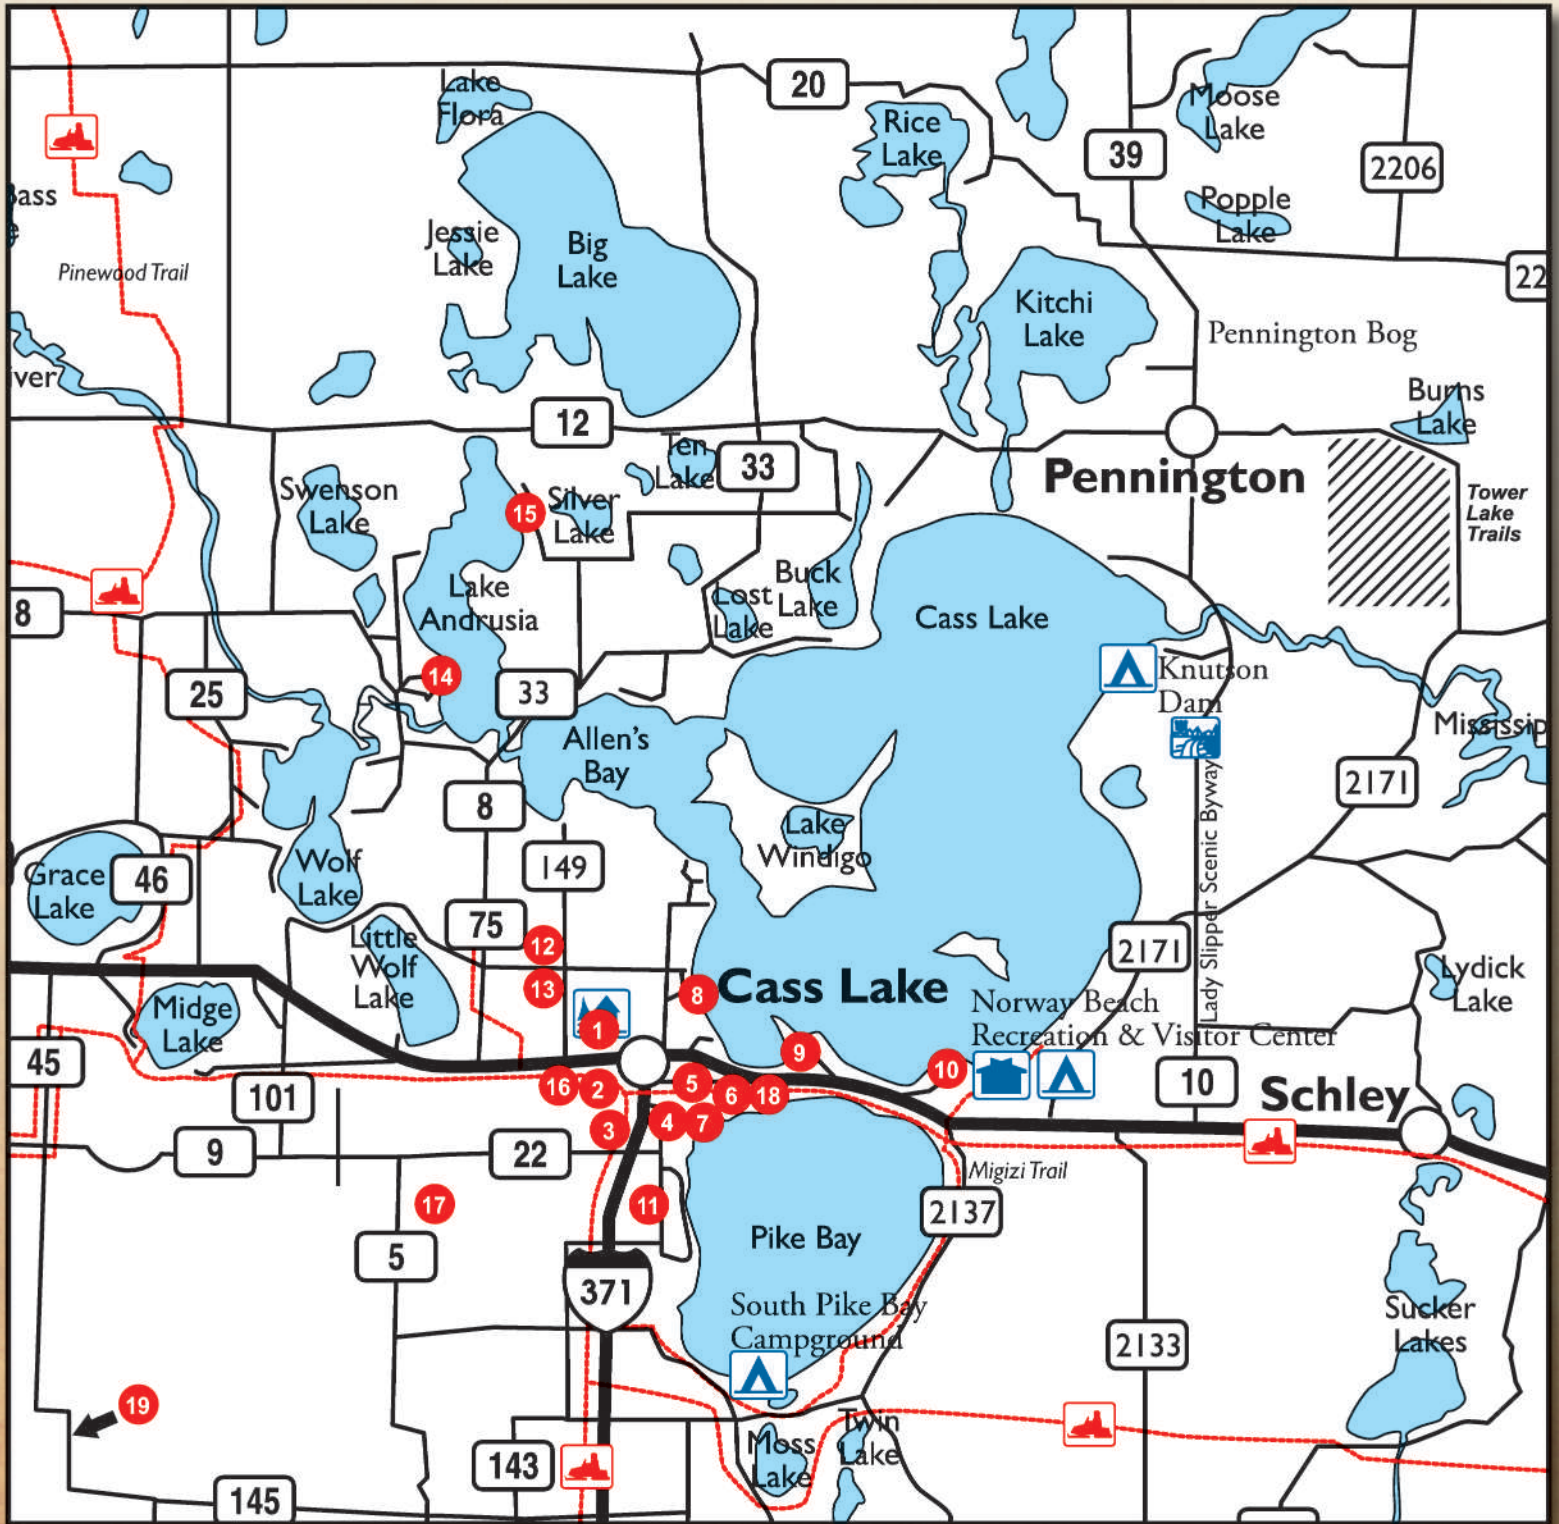 20
Lake
Flora
Rice
Lake
Moose
Lake
39
2206
Bass
Popple
Lake
Jessie
Lake
Big
Lake
Pinewood Trail
22
Kitchi
Lake
Pennington Bog
iver
Burns
Lake
12
Ten
Lake
33
Pennington
Swenson
Lake
15
Silver
Lake
Tower
Lake
Trails
Buck
Lake
Lost
Lake
Lake
Andrusia
Cass Lake
8
14
25
33
Knutson
Dam
Allen's
Bay
Mississip
2171
8
Lake
Windigo
149
Wolf
Lake
Grace
Lake
46
Lady Slipper Scenic Byway
75
12
Little
Wolf
Lake
2171
13
8
Cass Lake
Lydick
Lake
Midge
Lake
1
Norway Beach
Recreation & Visitor Center
45
9
10
101
16
2
5
6
18
10
Schley
3
4
7
9
22
Migizi Trail
17
11
2137
5
Pike Bay
371
South Pike Bay
Campground
2133
Sucker
Lakes
19
Twin
Lake
Moss
Lake
143
145